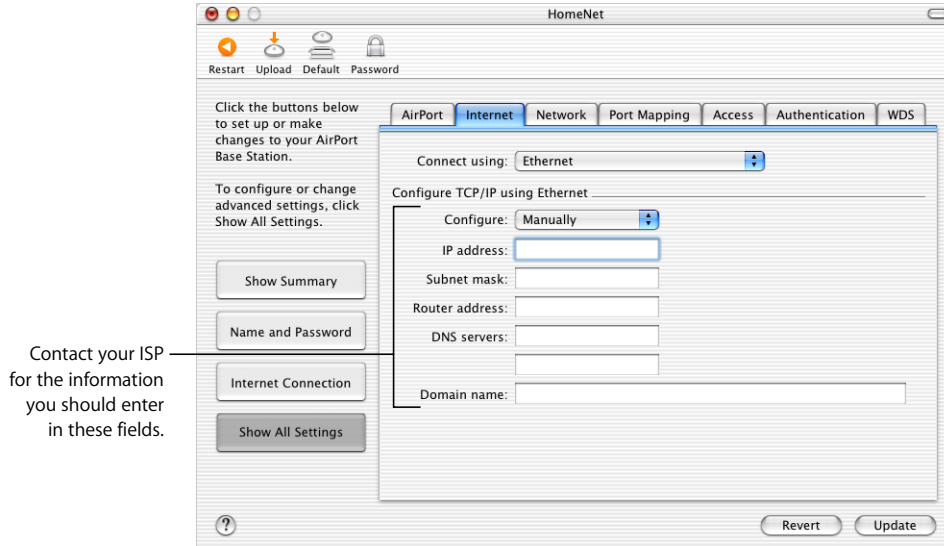 HomeNet
Restart Upload Default Password
Click the buttons below
to set up or make
changes to your AirPort
Base Station.
To configure or change
advanced settings, click
Show All Settings.
Show Summary
Name and Password
Internet Connection
Show All Settings
AirPort Internet Network Port Mapping Access Authentication WDS
Connect using: Ethernet
Configure TCP/IP using Ethernet
Configure: Manually
IP address:
Subnet mask:
Router address:
DNS servers:
Domain name:
Contact your ISP
for the information
you should enter
in these fields.
?
Revert Update